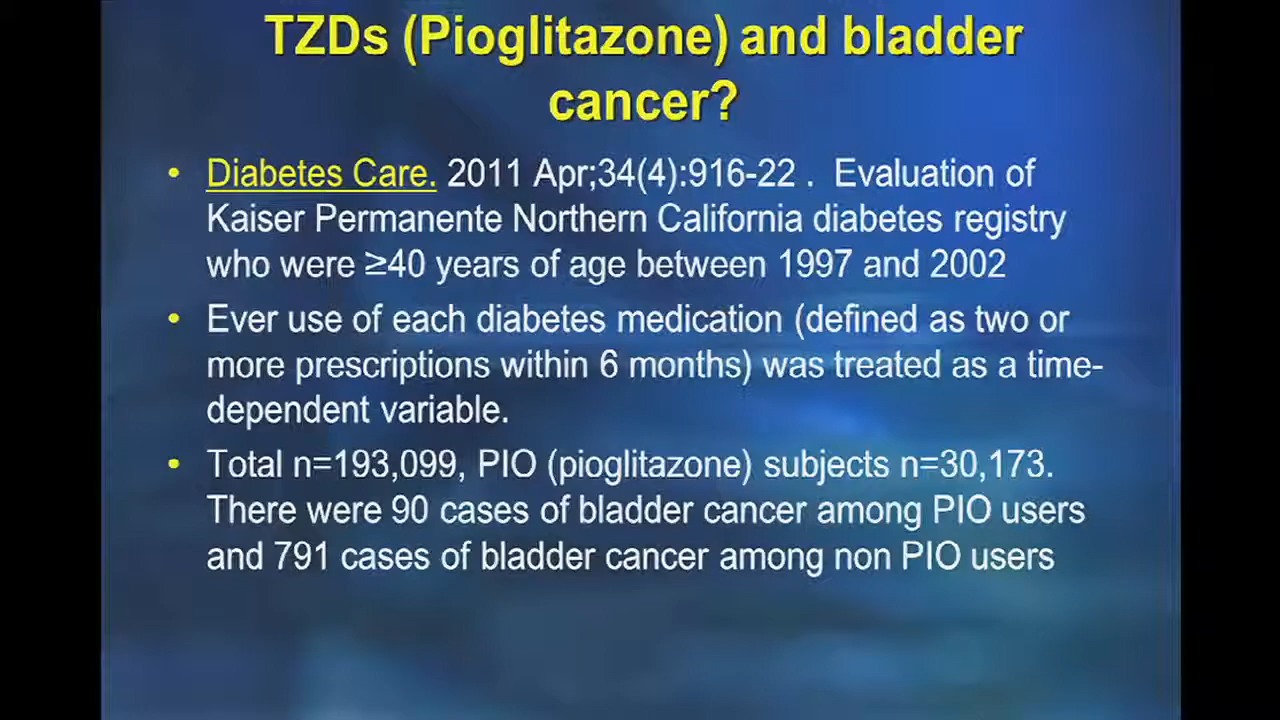 TZDs (Pioglitazone) and bladder
cancer?
• Diabetes Care. 2011 Apr;34(4):916-22 . Evaluation of
Kaiser Permanente Northern California diabetes registry
who were ≥40 years of age between 1997 and 2002
• Ever use of each diabetes medication (defined as two or
more prescriptions within 6 months) was treated as a time-
dependent variable.
• Total n=193,099, PIO (pioglitazone) subjects n=30,173.
There were 90 cases of bladder cancer among PIO users
and 791 cases of bladder cancer among non PIO users